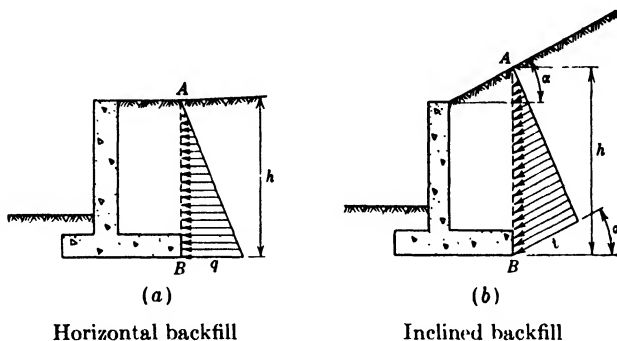 A
h
B
q
(a)
Horizontal backfill
A
α
h
α
B
t
(b)
Inclined backfill